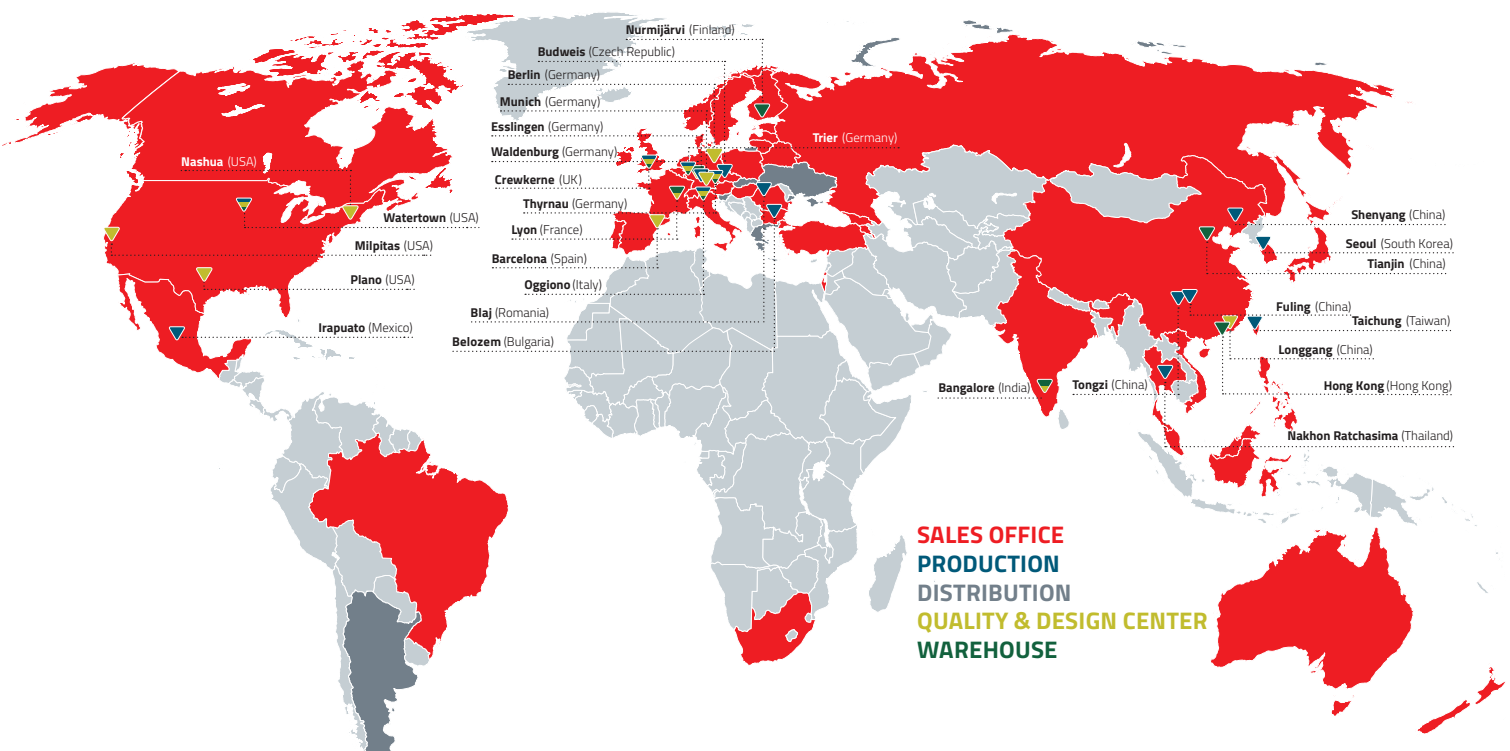 Nurmijärvi (Finland)
Budweis (Czech Republic)
Berlin (Germany)
Munich (Germany)
Esslingen (Germany)
Trier (Germany)
Waldenburg (Germany)
Nashua (USA)
Crewkerne (UK)
Thyrnau (Germany)
Watertown (USA)
Shenyang (China)
Lyon (France)
Milpitas (USA)
Seoul (South Korea)
Barcelona (Spain)
Tianjin (China)
Plano (USA)
Oggiono (Italy)
Fuling (China)
Blaj (Romania)
Taichung (Taiwan)
Irapuato (Mexico)
Belozem (Bulgaria)
Longgang (China)
Bangalore (India)
Tongzi (China)
Hong Kong (Hong Kong)
Nakhon Ratchasima (Thailand)
SALES OFFICE
PRODUCTION
DISTRIBUTION
QUALITY & DESIGN CENTER
WAREHOUSE